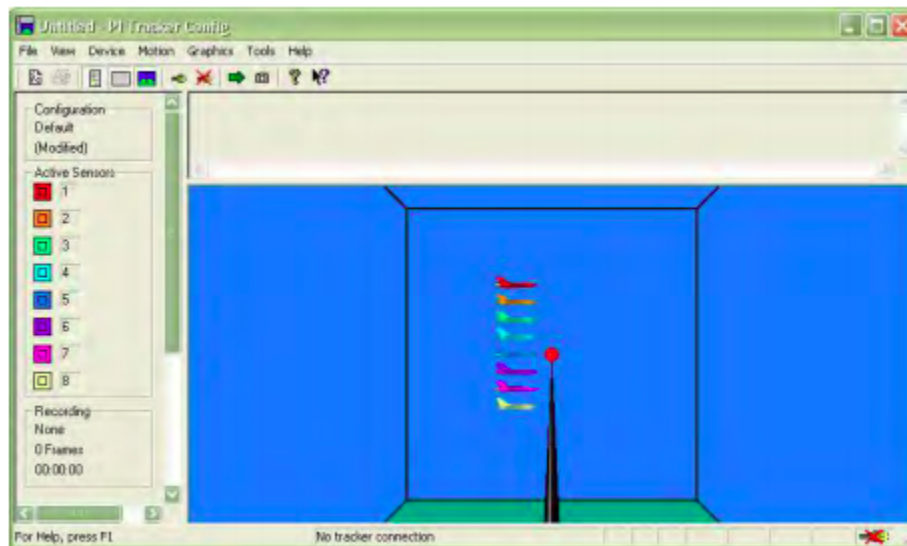 Untitled - PI Tracker Config
File View Device Motion Graphics Tools Help
Configuration
Default
(Modified)
Active Sensors
1
2
3
4
5
6
7
8
Recording
None
0 Frames
00:00:00
For Help, press F1
No tracker connection